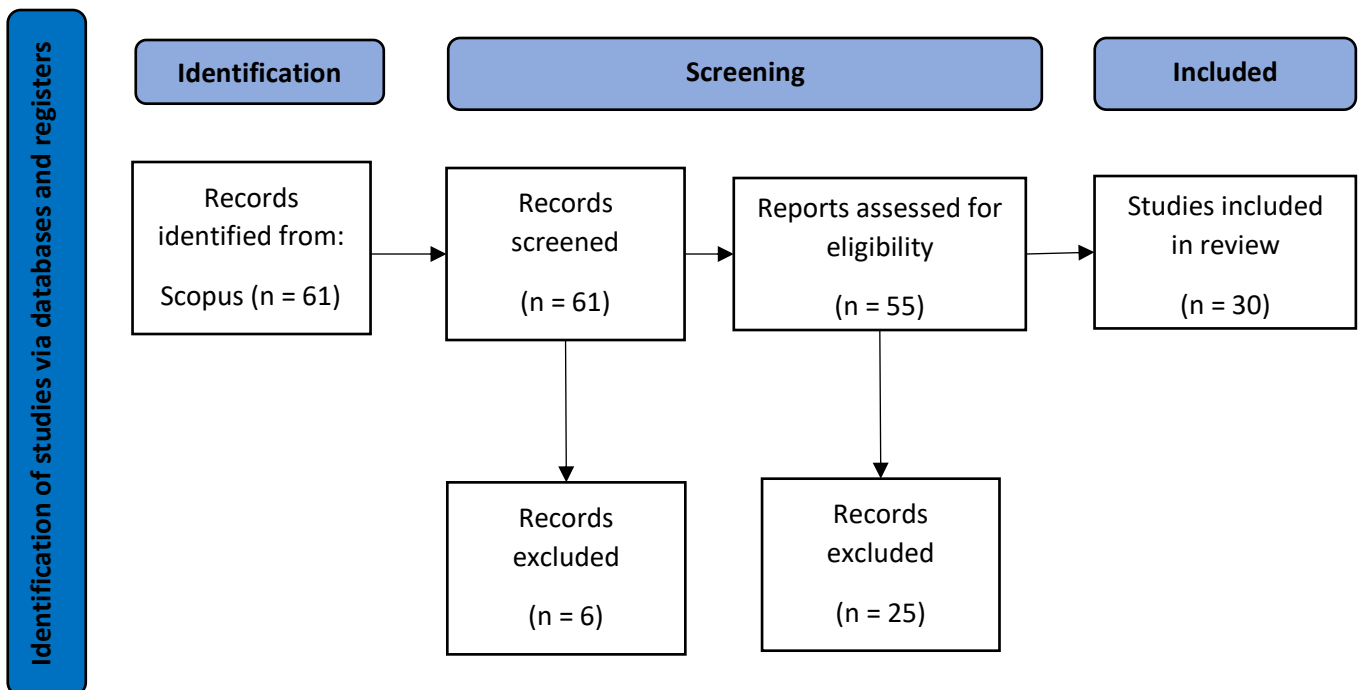 Identification of studies via databases and registers
Identification
Screening
Included
Records
identified from:
Scopus (n = 61)
Records
screened
(n = 61)
Reports assessed for
eligibility
(n = 55)
Studies included
in review
(n = 30)
Records
excluded
(n = 6)
Records
excluded
(n = 25)